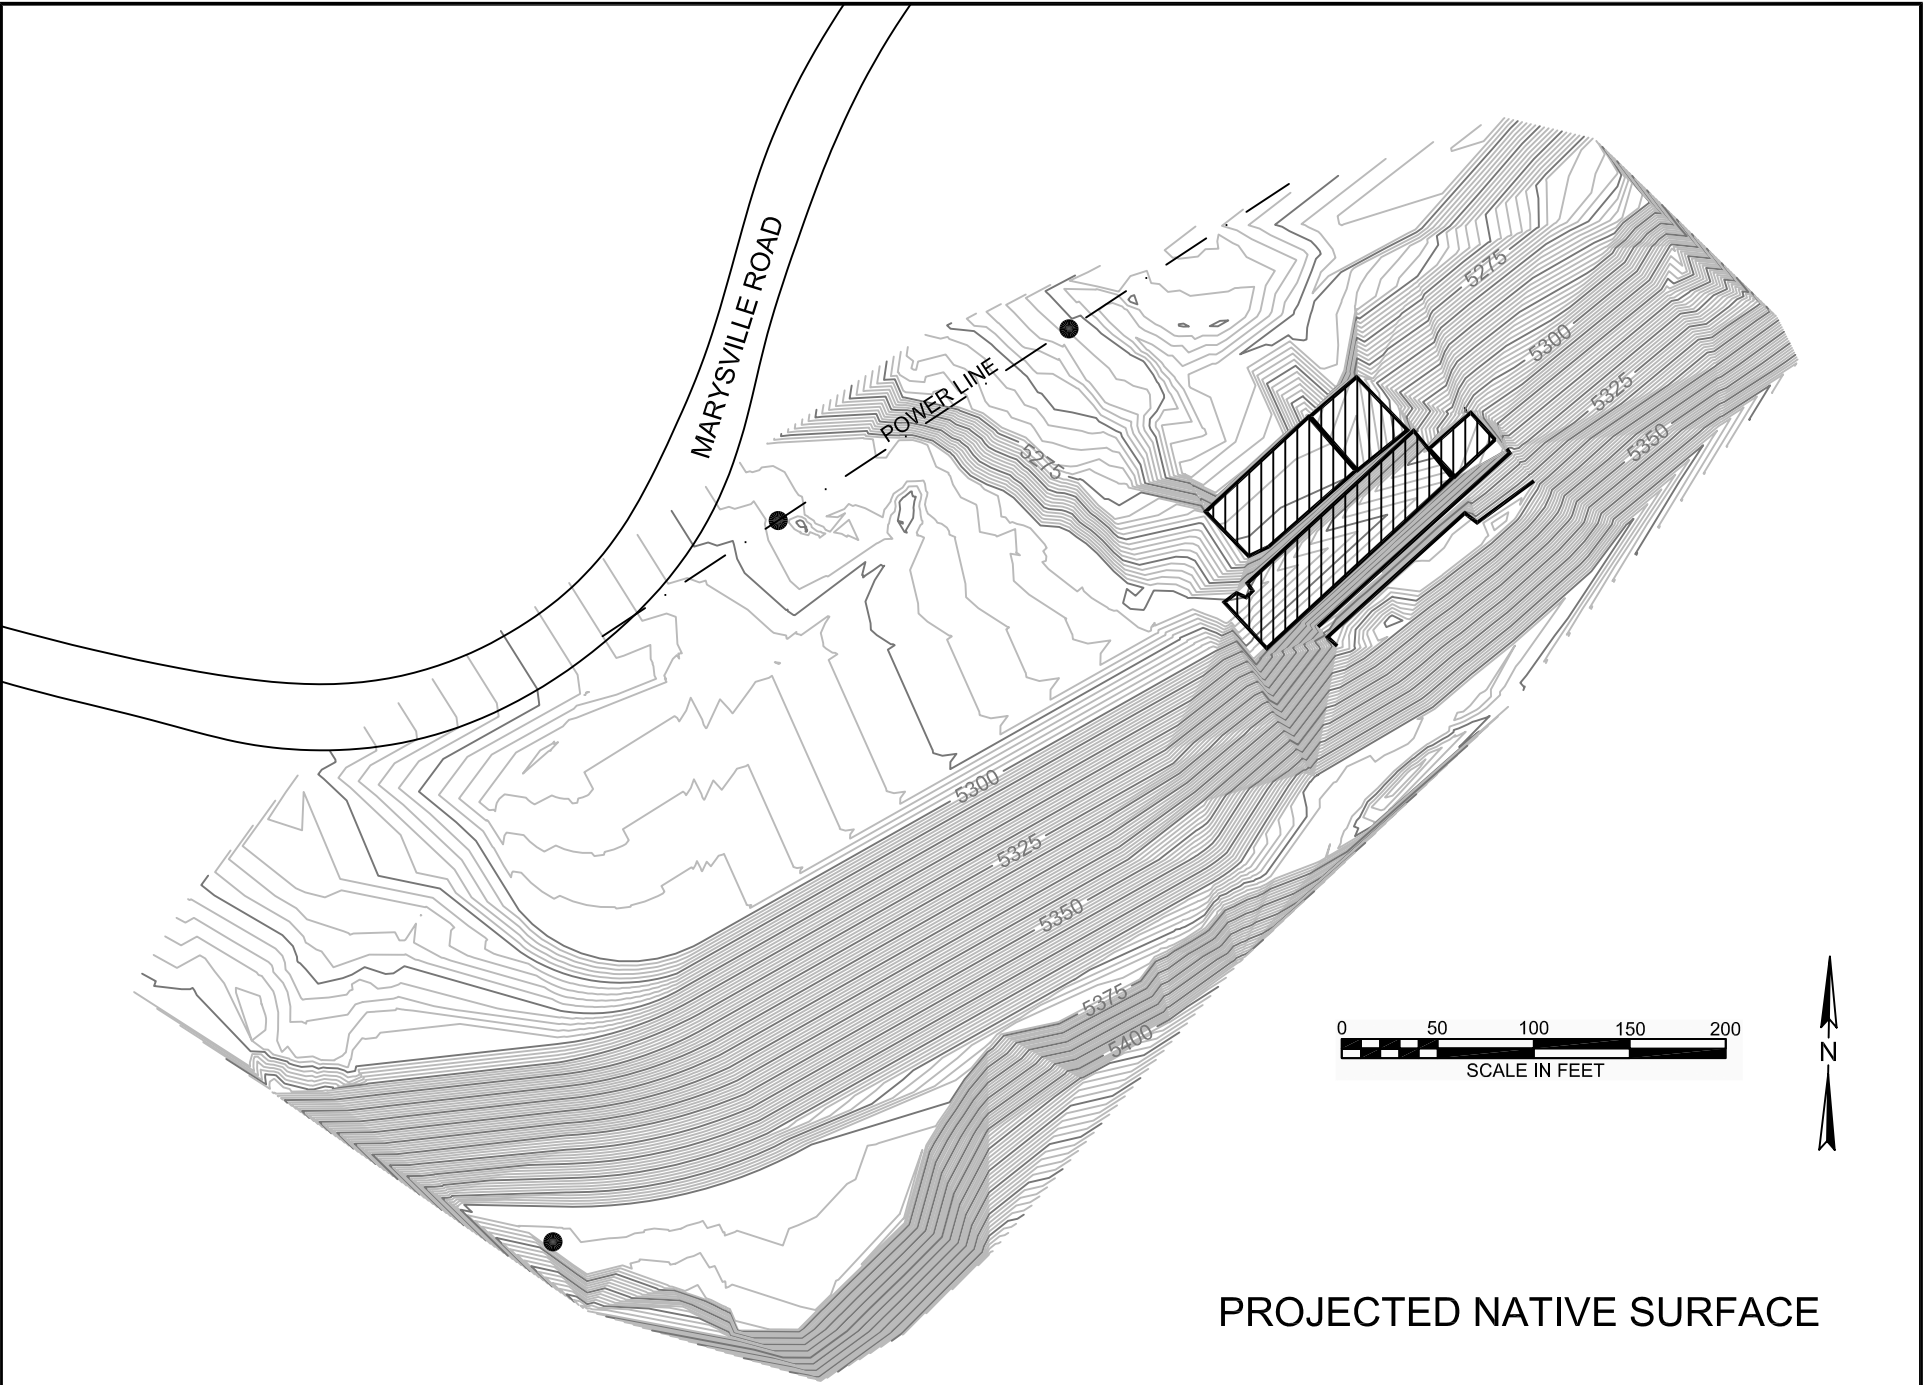 MARYSVILLE ROAD
POWER LINE
5275
5300
5325
5350
5275
5300
5325
5350
5375
5400
0 50 100 150 200
SCALE IN FEET
N
PROJECTED NATIVE SURFACE